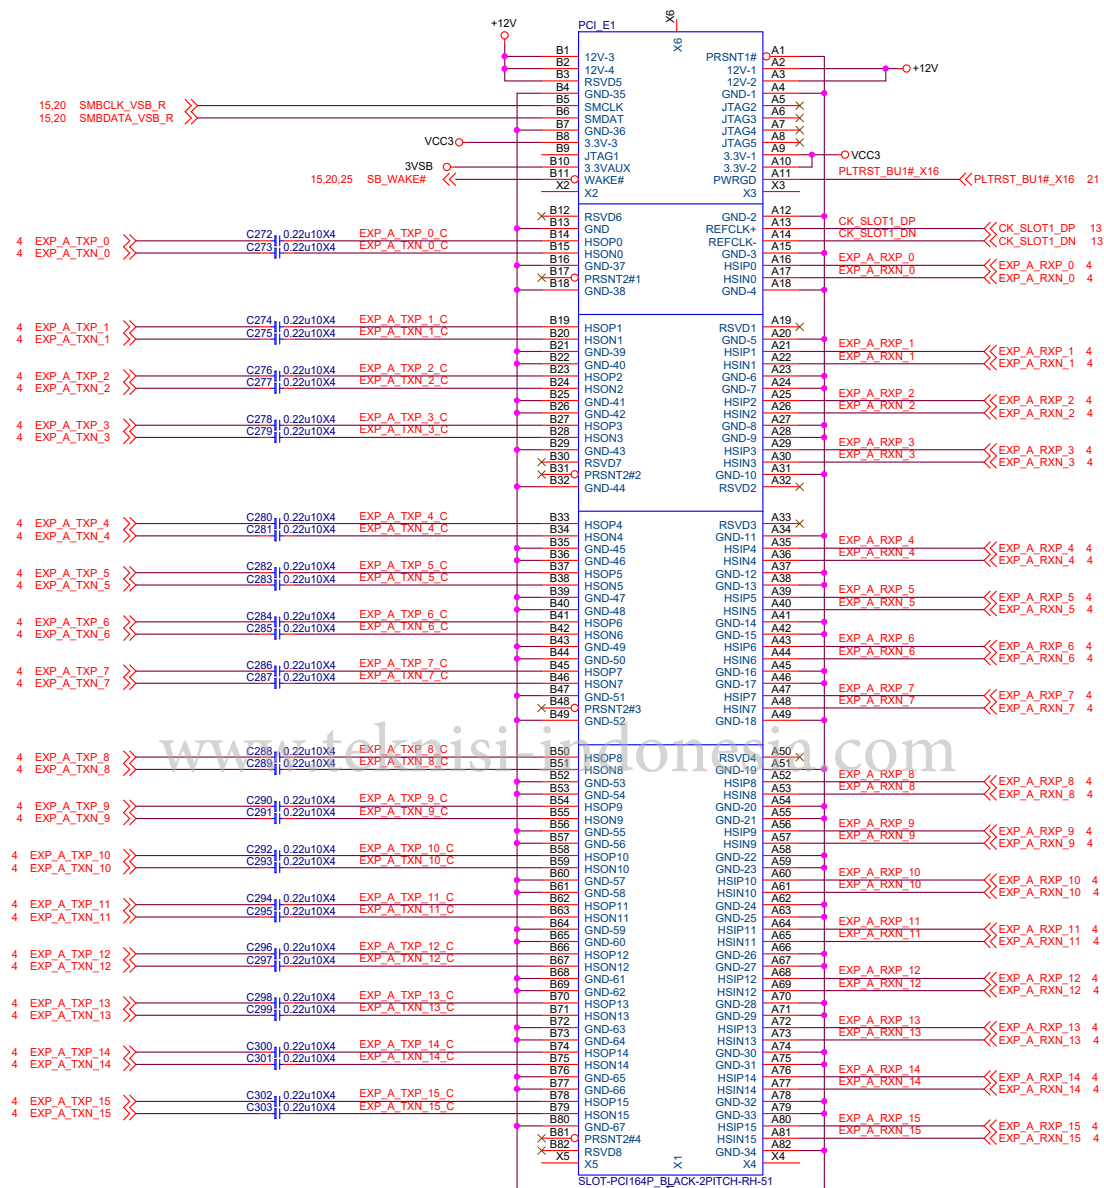 X6
+12V PCI_E1 X6
B1 12V-3 PRSNT1# A1
B2 12V-4 12V-1 A2 +12V
B3 RSVD5 12V-2 A3
B4 GND-35 GND-1 A4
15,20 SMBCLK_VSB_R B5 SMCLK JTAG2 A5
15,20 SMBDATA_VSB_R B6 SMDAT JTAG3 A6
B7 GND-36 JTAG4 A7
VCC3 B8 3.3V-3 JTAG5 A8
B9 JTAG1 3.3V-1 A9 VCC3
3VSB B10 3.3VAUX 3.3V-2 A10
15,20,25 SB_WAKE# B11 WAKE# PWRGD A11 PLTRST_BU1#_X16 PLTRST_BU1#_X16 21
X2 X2 X3 X3
B12 RSVD6 GND-2 A12
B13 GND REFCLK+ A13 CK_SLOT1_DP CK_SLOT1_DP 13
4 EXP_A_TXP_0 C272 0.22u10X4 EXP_A_TXP_0_C B14 HSOP0 REFCLK- A14 CK_SLOT1_DN CK_SLOT1_DN 13
4 EXP_A_TXN_0 C273 0.22u10X4 EXP_A_TXN_0_C B15 HSON0 GND-3 A15
B16 GND-37 HSIP0 A16 EXP_A_RXP_0 EXP_A_RXP_0 4
B17 PRSNT2#1 HSIN0 A17 EXP_A_RXN_0 EXP_A_RXN_0 4
B18 GND-38 GND-4 A18
4 EXP_A_TXP_1 C274 0.22u10X4 EXP_A_TXP_1_C B19 HSOP1 RSVD1 A19
4 EXP_A_TXN_1 C275 0.22u10X4 EXP_A_TXN_1_C B20 HSON1 GND-5 A20
B21 GND-39 HSIP1 A21 EXP_A_RXP_1 EXP_A_RXP_1 4
B22 GND-40 HSIN1 A22 EXP_A_RXN_1 EXP_A_RXN_1 4
4 EXP_A_TXP_2 C276 0.22u10X4 EXP_A_TXP_2_C B23 HSOP2 GND-6 A23
4 EXP_A_TXN_2 C277 0.22u10X4 EXP_A_TXN_2_C B24 HSON2 GND-7 A24
B25 GND-41 HSIP2 A25 EXP_A_RXP_2 EXP_A_RXP_2 4
B26 GND-42 HSIN2 A26 EXP_A_RXN_2 EXP_A_RXN_2 4
4 EXP_A_TXP_3 C278 0.22u10X4 EXP_A_TXP_3_C B27 HSOP3 GND-8 A27
4 EXP_A_TXN_3 C279 0.22u10X4 EXP_A_TXN_3_C B28 HSON3 GND-9 A28
B29 GND-43 HSIP3 A29 EXP_A_RXP_3 EXP_A_RXP_3 4
B30 RSVD7 HSIN3 A30 EXP_A_RXN_3 EXP_A_RXN_3 4
B31 PRSNT2#2 GND-10 A31
B32 GND-44 RSVD2 A32
4 EXP_A_TXP_4 C280 0.22u10X4 EXP_A_TXP_4_C B33 HSOP4 RSVD3 A33
4 EXP_A_TXN_4 C281 0.22u10X4 EXP_A_TXN_4_C B34 HSON4 GND-11 A34
B35 GND-45 HSIP4 A35 EXP_A_RXP_4 EXP_A_RXP_4 4
B36 GND-46 HSIN4 A36 EXP_A_RXN_4 EXP_A_RXN_4 4
4 EXP_A_TXP_5 C282 0.22u10X4 EXP_A_TXP_5_C B37 HSOP5 GND-12 A37
4 EXP_A_TXN_5 C283 0.22u10X4 EXP_A_TXN_5_C B38 HSON5 GND-13 A38
B39 GND-47 HSIP5 A39 EXP_A_RXP_5 EXP_A_RXP_5 4
B40 GND-48 HSIN5 A40 EXP_A_RXN_5 EXP_A_RXN_5 4
4 EXP_A_TXP_6 C284 0.22u10X4 EXP_A_TXP_6_C B41 HSOP6 GND-14 A41
4 EXP_A_TXN_6 C285 0.22u10X4 EXP_A_TXN_6_C B42 HSON6 GND-15 A42
B43 GND-49 HSIP6 A43 EXP_A_RXP_6 EXP_A_RXP_6 4
B44 GND-50 HSIN6 A44 EXP_A_RXN_6 EXP_A_RXN_6 4
4 EXP_A_TXP_7 C286 0.22u10X4 EXP_A_TXP_7_C B45 HSOP7 GND-16 A45
4 EXP_A_TXN_7 C287 0.22u10X4 EXP_A_TXN_7_C B46 HSON7 GND-17 A46
B47 GND-51 HSIP7 A47 EXP_A_RXP_7 EXP_A_RXP_7 4
B48 PRSNT2#3 HSIN7 A48 EXP_A_RXN_7 EXP_A_RXN_7 4
B49 GND-52 GND-18 A49
www.teknisi-indonesia.com
4 EXP_A_TXP_8 C288 0.22u10X4 EXP_A_TXP_8_C B50 HSOP8 RSVD4 A50
4 EXP_A_TXN_8 C289 0.22u10X4 EXP_A_TXN_8_C B51 HSON8 GND-19 A51
B52 GND-53 HSIP8 A52 EXP_A_RXP_8 EXP_A_RXP_8 4
B53 GND-54 HSIN8 A53 EXP_A_RXN_8 EXP_A_RXN_8 4
4 EXP_A_TXP_9 C290 0.22u10X4 EXP_A_TXP_9_C B54 HSOP9 GND-20 A54
4 EXP_A_TXN_9 C291 0.22u10X4 EXP_A_TXN_9_C B55 HSON9 GND-21 A55
B56 GND-55 HSIP9 A56 EXP_A_RXP_9 EXP_A_RXP_9 4
B57 GND-56 HSIN9 A57 EXP_A_RXN_9 EXP_A_RXN_9 4
4 EXP_A_TXP_10 C292 0.22u10X4 EXP_A_TXP_10_C B58 HSOP10 GND-22 A58
4 EXP_A_TXN_10 C293 0.22u10X4 EXP_A_TXN_10_C B59 HSON10 GND-23 A59
B60 GND-57 HSIP10 A60 EXP_A_RXP_10 EXP_A_RXP_10 4
B61 GND-58 HSIN10 A61 EXP_A_RXN_10 EXP_A_RXN_10 4
4 EXP_A_TXP_11 C294 0.22u10X4 EXP_A_TXP_11_C B62 HSOP11 GND-24 A62
4 EXP_A_TXN_11 C295 0.22u10X4 EXP_A_TXN_11_C B63 HSON11 GND-25 A63
B64 GND-59 HSIP11 A64 EXP_A_RXP_11 EXP_A_RXP_11 4
B65 GND-60 HSIN11 A65 EXP_A_RXN_11 EXP_A_RXN_11 4
4 EXP_A_TXP_12 C296 0.22u10X4 EXP_A_TXP_12_C B66 HSOP12 GND-26 A66
4 EXP_A_TXN_12 C297 0.22u10X4 EXP_A_TXN_12_C B67 HSON12 GND-27 A67
B68 GND-61 HSIP12 A68 EXP_A_RXP_12 EXP_A_RXP_12 4
B69 GND-62 HSIN12 A69 EXP_A_RXN_12 EXP_A_RXN_12 4
4 EXP_A_TXP_13 C298 0.22u10X4 EXP_A_TXP_13_C B70 HSOP13 GND-28 A70
4 EXP_A_TXN_13 C299 0.22u10X4 EXP_A_TXN_13_C B71 HSON13 GND-29 A71
B72 GND-63 HSIP13 A72 EXP_A_RXP_13 EXP_A_RXP_13 4
B73 GND-64 HSIN13 A73 EXP_A_RXN_13 EXP_A_RXN_13 4
4 EXP_A_TXP_14 C300 0.22u10X4 EXP_A_TXP_14_C B74 HSOP14 GND-30 A74
4 EXP_A_TXN_14 C301 0.22u10X4 EXP_A_TXN_14_C B75 HSON14 GND-31 A75
B76 GND-65 HSIP14 A76 EXP_A_RXP_14 EXP_A_RXP_14 4
B77 GND-66 HSIN14 A77 EXP_A_RXN_14 EXP_A_RXN_14 4
4 EXP_A_TXP_15 C302 0.22u10X4 EXP_A_TXP_15_C B78 HSOP15 GND-32 A78
4 EXP_A_TXN_15 C303 0.22u10X4 EXP_A_TXN_15_C B79 HSON15 GND-33 A79
B80 GND-67 HSIP15 A80 EXP_A_RXP_15 EXP_A_RXP_15 4
B81 PRSNT2#4 HSIN15 A81 EXP_A_RXN_15 EXP_A_RXN_15 4
B82 RSVD8 GND-34 A82
X5 X5 X1 X4 X4
SLOT-PCI164P_BLACK-2PITCH-RH-51